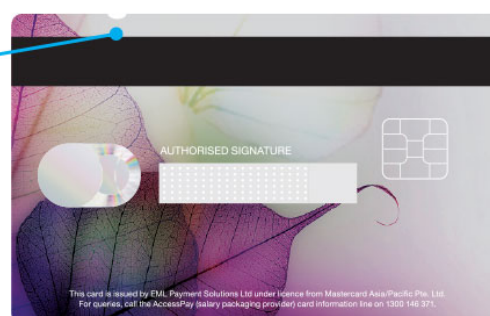 AUTHORISED SIGNATURE
This card is issued by EML Payment Solutions Ltd under licence from Mastercard Asia/Pacific Pte. Ltd.
For queries, call the AccessPay (salary packaging provider) card information line on 1300 146 371.